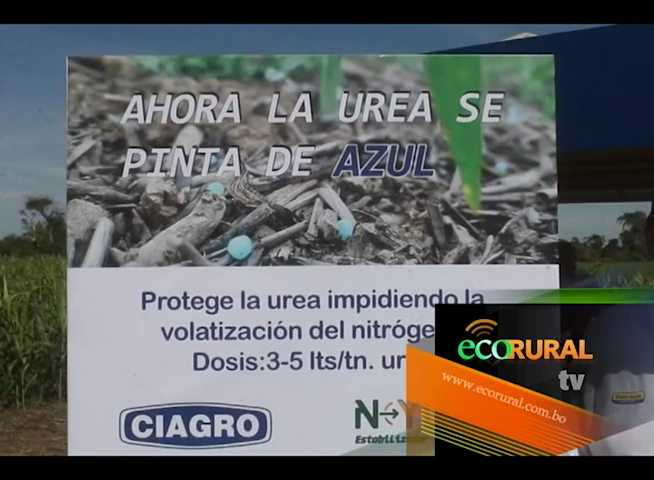 AHORA LA UREA SE
PINTA DE AZUL
Protege la urea impidiendo la
volatización del nitróge
Dosis:3-5 lts/tn. ur
CIAGRO
ecoRURAL
tv
www.ecorural.com.bo